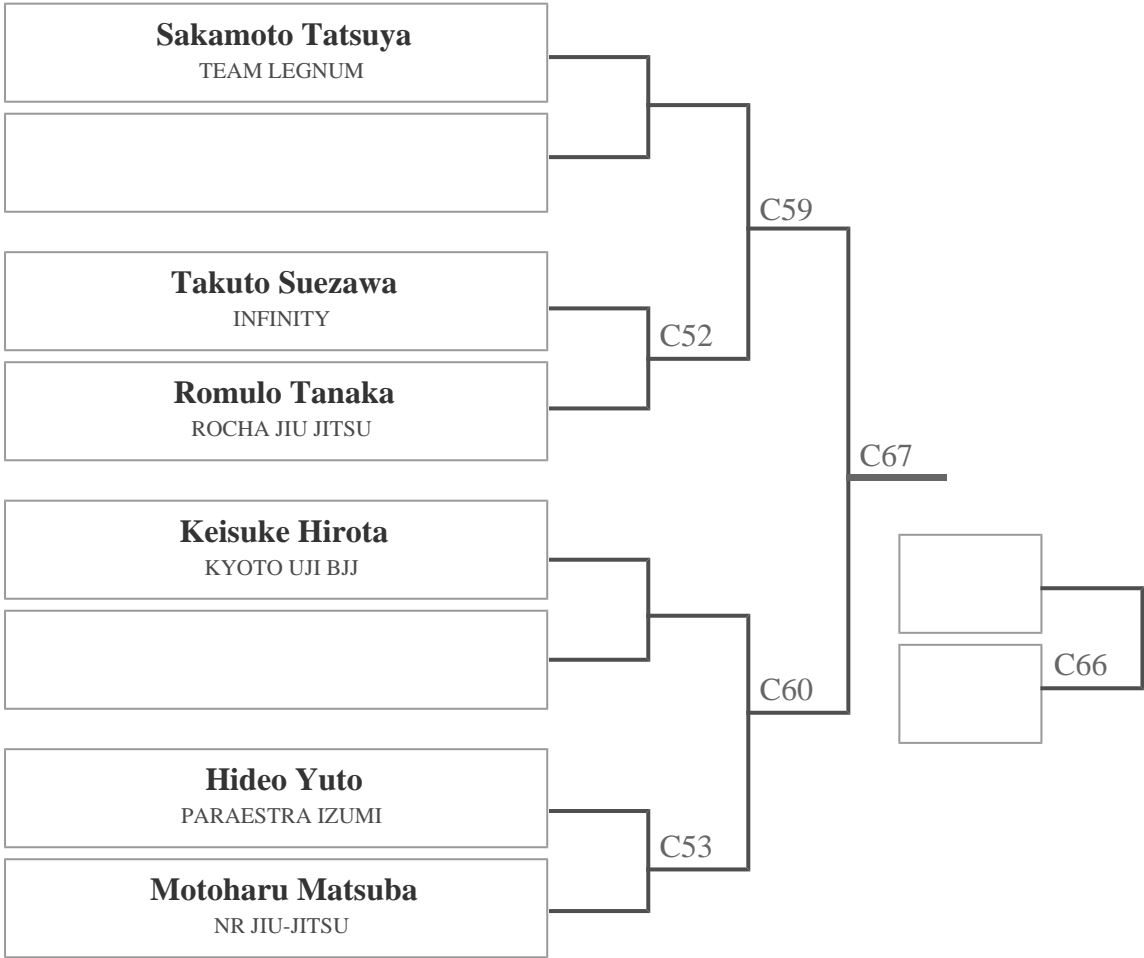 Sakamoto Tatsuya
TEAM LEGNUM
C59
Takuto Suezawa
INFINITY
C52
Romulo Tanaka
ROCHA JIU JITSU
C67
Keisuke Hirota
KYOTO UJI BJJ
C66
C60
Hideo Yuto
PARAESTRA IZUMI
C53
Motoharu Matsuba
NR JIU-JITSU